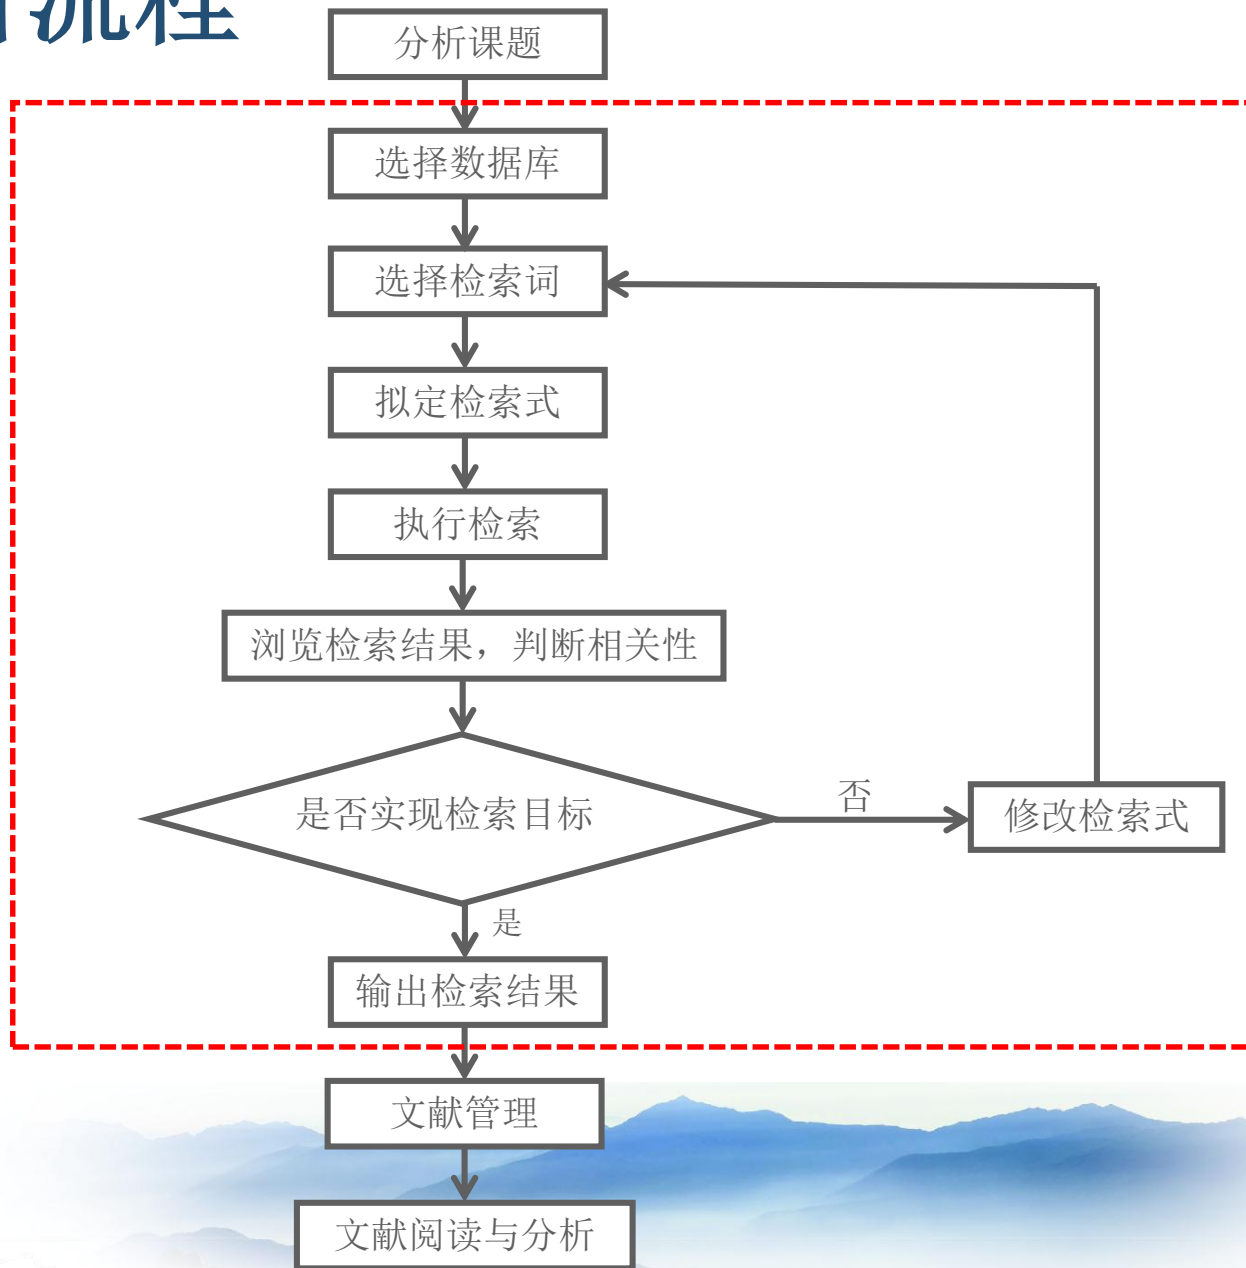 流程
分析课题
选择数据库
选择检索词
拟定检索式
执行检索
浏览检索结果，判断相关性
是否实现检索目标
否
修改检索式
是
输出检索结果
文献管理
文献阅读与分析